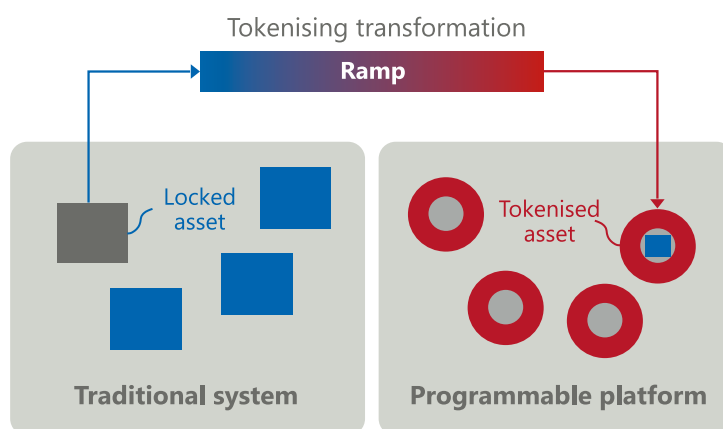 Tokenising transformation
Ramp
Locked
asset
Tokenised
asset
Traditional system
Programmable platform